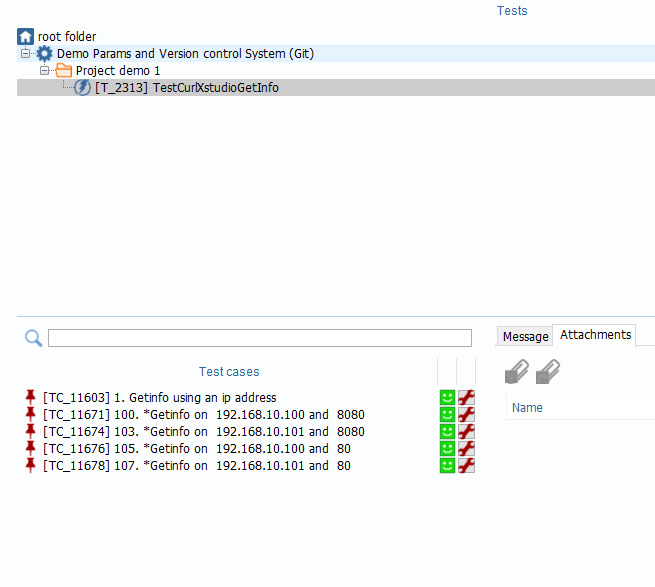 Tests
root folder
Demo Params and Version control System (Git)
Project demo 1
[T_2313] TestCurlXstudioGetInfo
Message
Attachments
Test cases
[TC_11603] 1. Getinfo using an ip address
[TC_11671] 100. *Getinfo on 192.168.10.100 and 8080
Name
[TC_11674] 103. *Getinfo on 192.168.10.101 and 8080
[TC_11676] 105. *Getinfo on 192.168.10.100 and 80
[TC_11678] 107. *Getinfo on 192.168.10.101 and 80